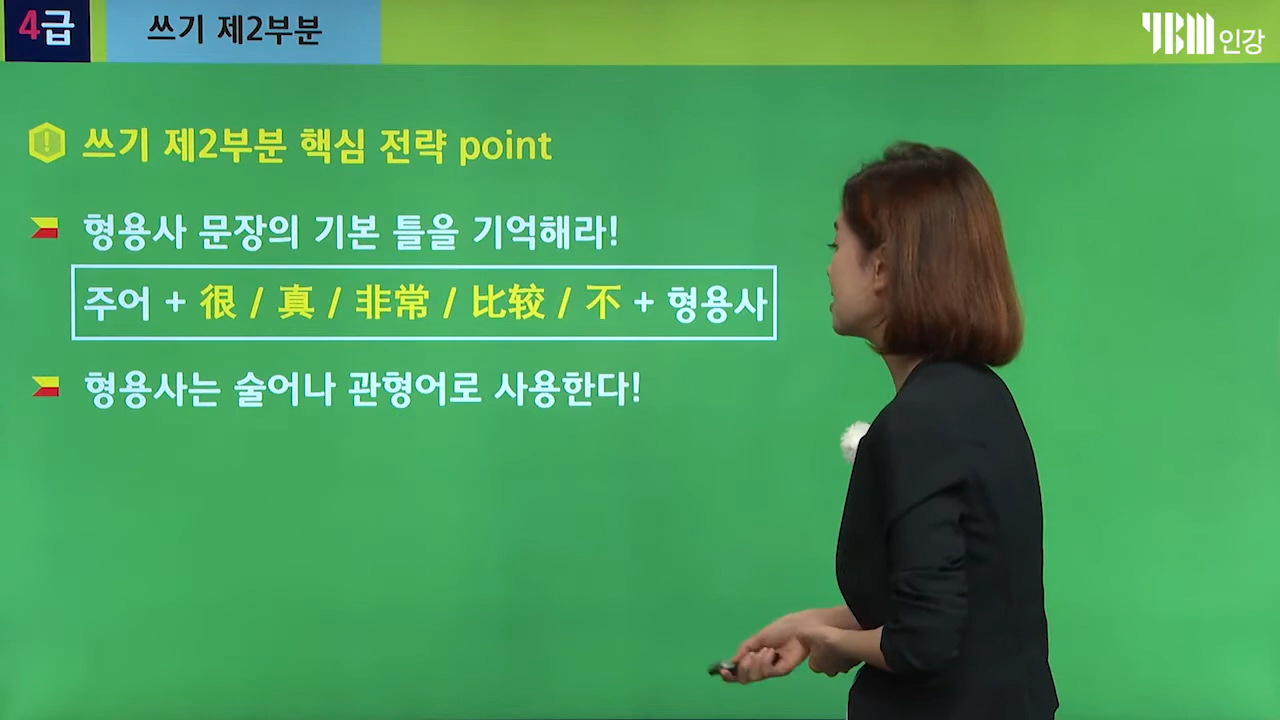 4급
쓰기 제2부분
YBM 인강
쓰기 제2부분 핵심 전략 point
형용사 문장의 기본 틀을 기억해라!
주어 + 很 / 真 / 非常 / 比较 / 不 + 형용사
형용사는 술어나 관형어로 사용한다!